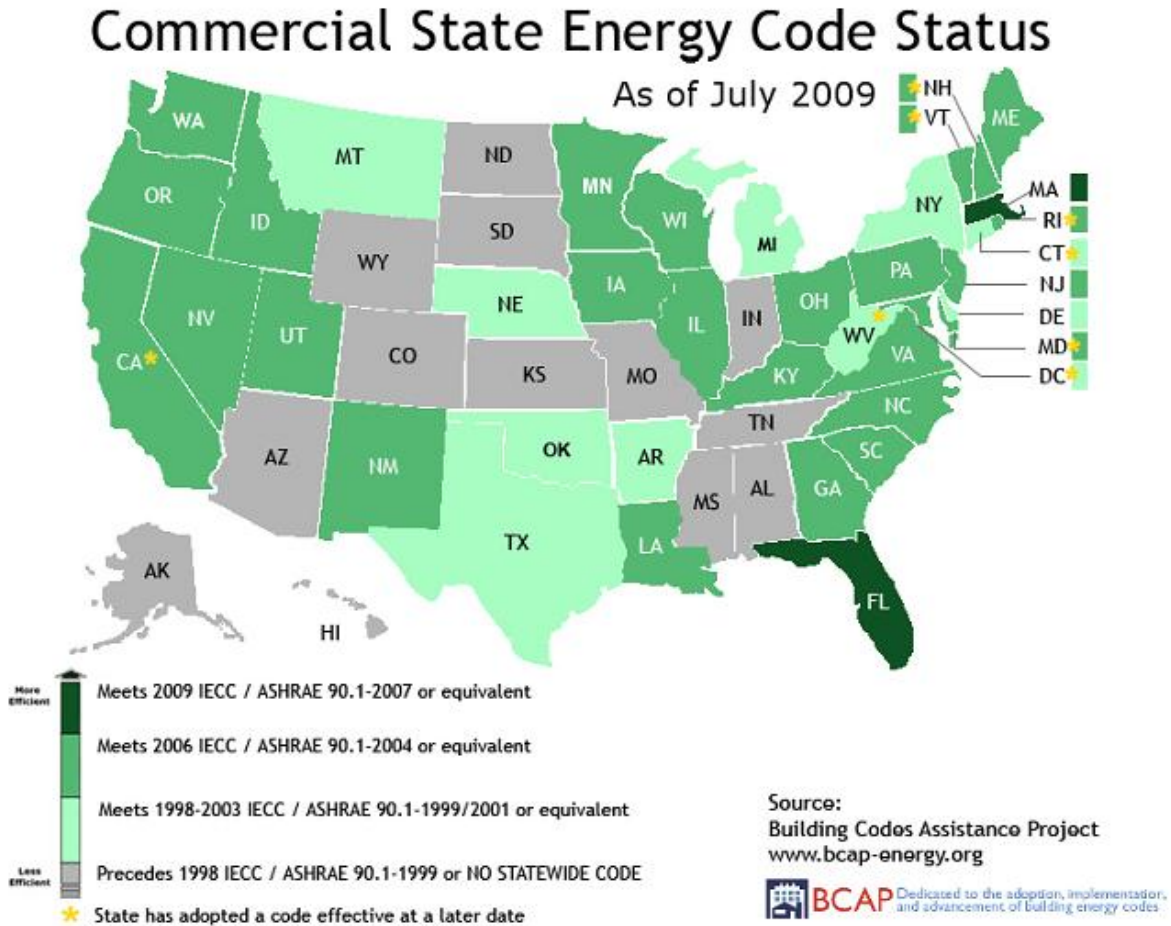 Commercial State Energy Code Status
As of July 2009
NH
VT
ME
WA
MT
ND
MN
OR
ID
SD
WI
NY
MA
RI
WY
MI
CT
PA
IA
NE
NJ
NV
UT
IL
IN
OH
DE
WV
CA
CO
KS
MO
VA
MD
KY
DC
NC
TN
AZ
NM
OK
AR
SC
MS
AL
GA
TX
LA
AK
FL
HI
More
Efficient
Meets 2009 IECC / ASHRAE 90.1-2007 or equivalent
Meets 2006 IECC / ASHRAE 90.1-2004 or equivalent
Meets 1998-2003 IECC / ASHRAE 90.1-1999/2001 or equivalent
Less
Efficient
Precedes 1998 IECC / ASHRAE 90.1-1999 or NO STATEWIDE CODE
State has adopted a code effective at a later date
Source:
Building Codes Assistance Project
www.bcap-energy.org
BCAP
Dedicated to the adoption, implementation,
and advancement of building energy codes